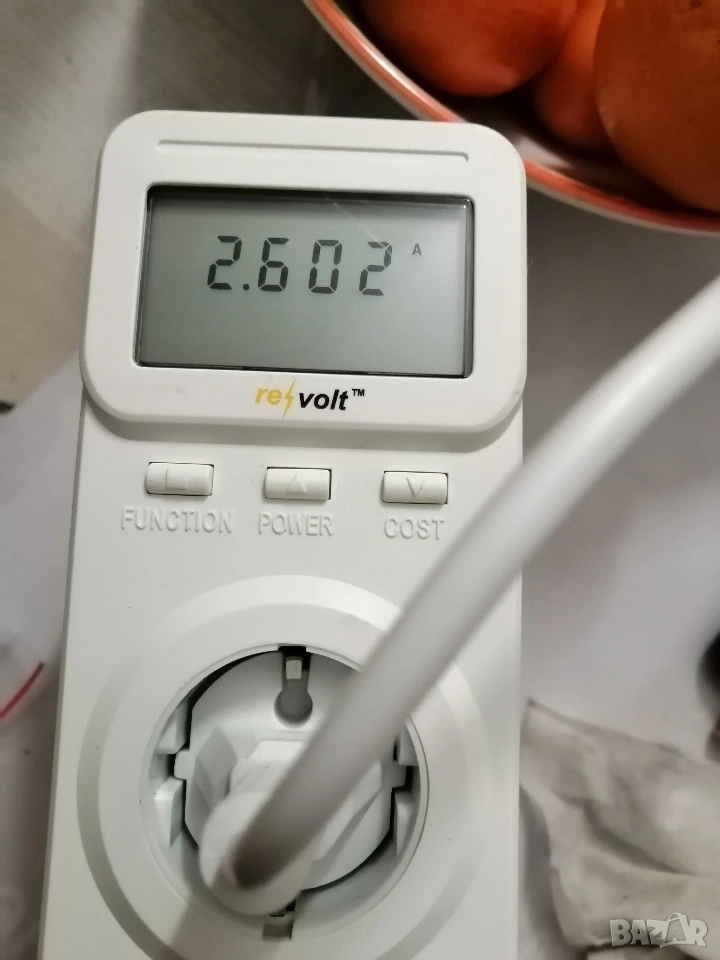 2.602 A
re/volt™
FUNCTION POWER COST
BAZAR